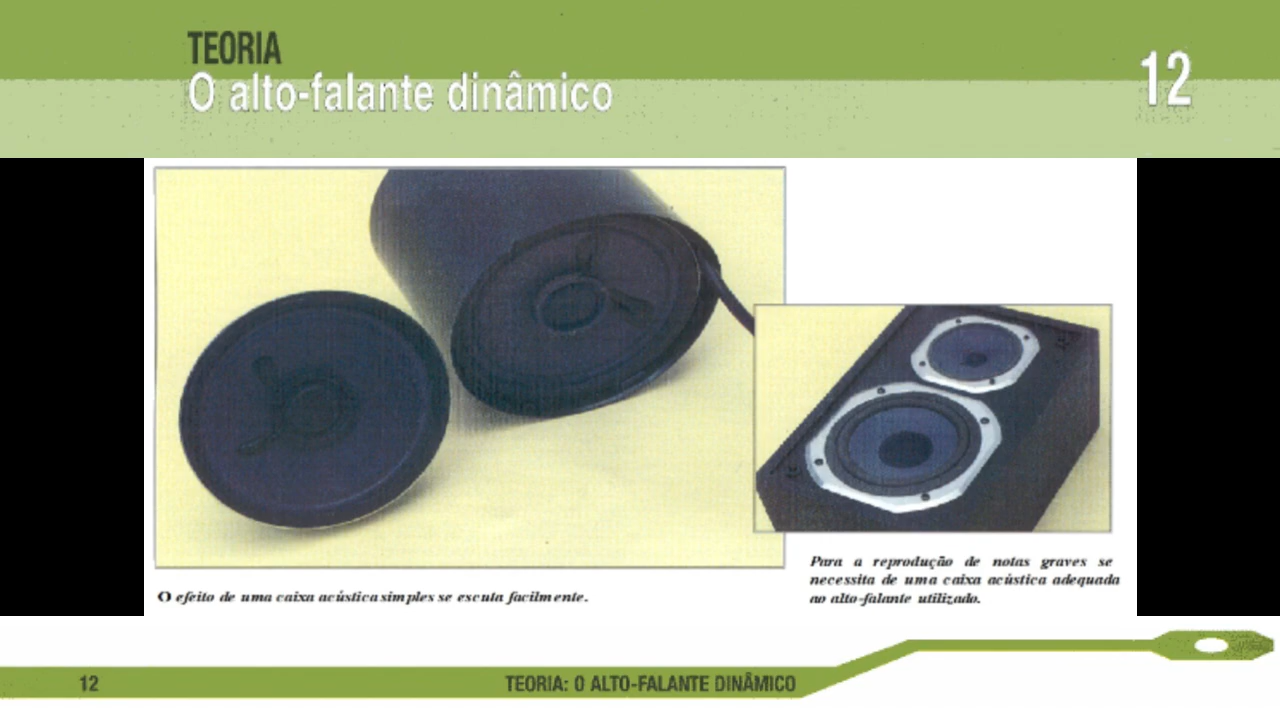 TEORIA
O alto-falante dinâmico
12
O efeito de uma caixa acústica simples se escuta facilmente.
Para a reprodução de notas graves se
necessita de uma caixa acústica adequada
ao alto-falante utilizado.
12
TEORIA: O ALTO-FALANTE DINÂMICO